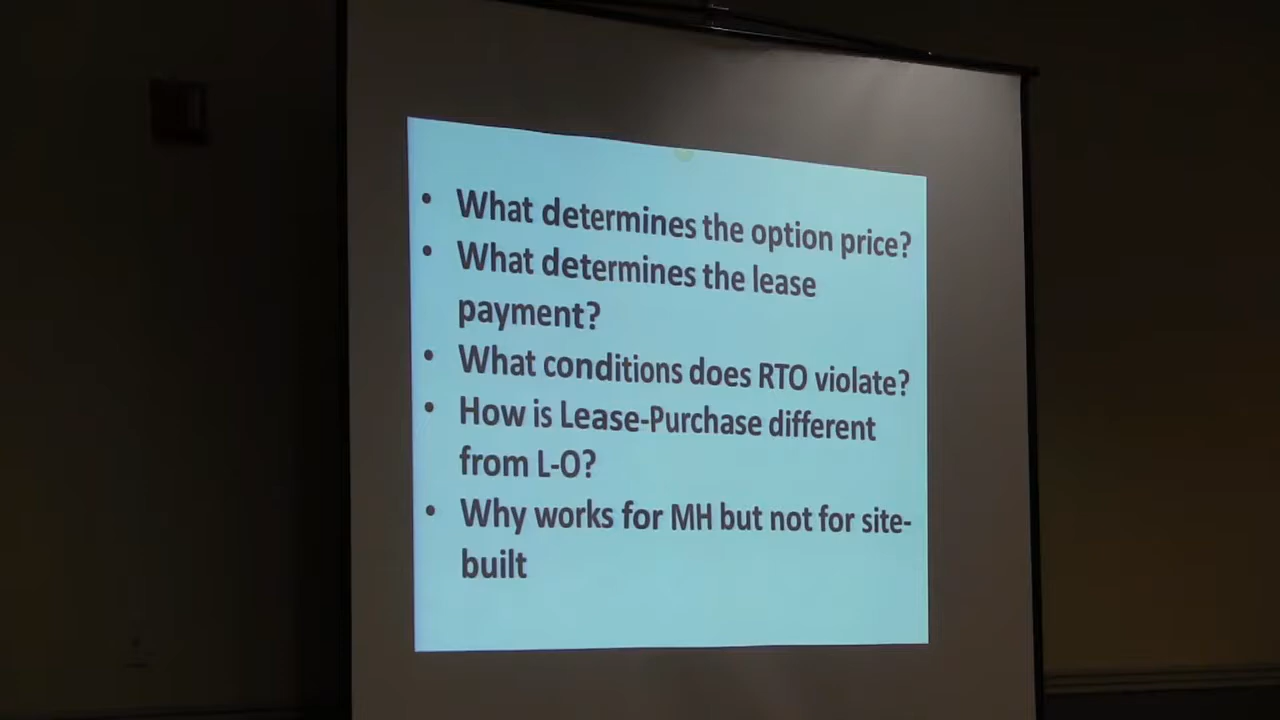 • What determines the option price?
• What determines the lease
payment?
• What conditions does RTO violate?
• How is Lease-Purchase different
from L-O?
• Why works for MH but not for site-
built